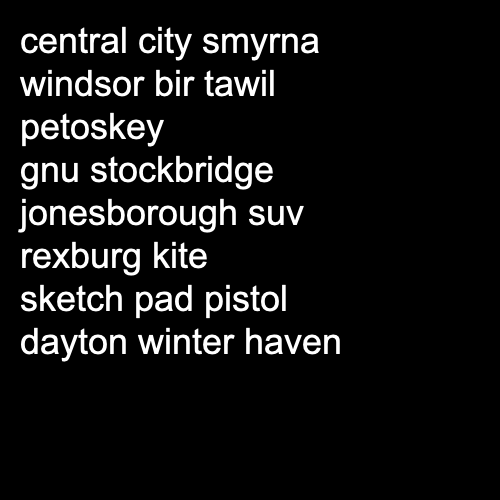 central city smyrna
windsor bir tawil
petoskey
gnu stockbridge
jonesborough suv
rexburg kite
sketch pad pistol
dayton winter haven